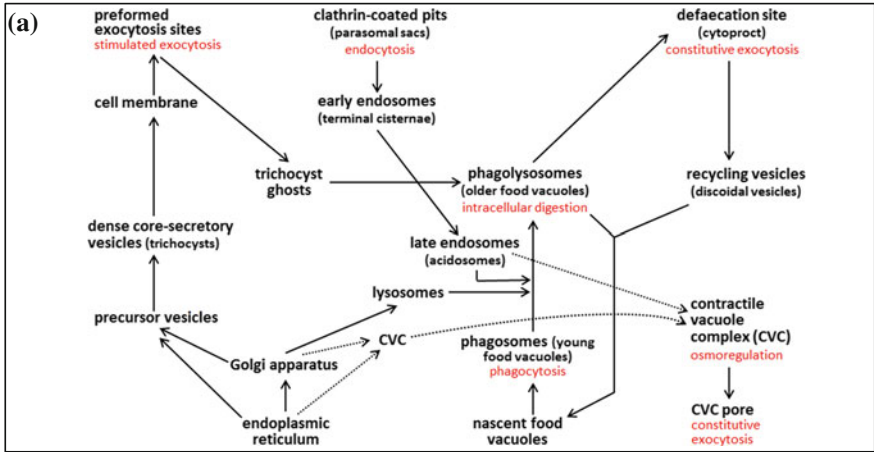 (a)
preformed
exocytosis sites
stimulated exocytosis
clathrin-coated pits
(parasomal sacs)
endocytosis
defaecation site
(cytoproct)
constitutive exocytosis
cell membrane
early endosomes
(terminal cisternae)
trichocyst
ghosts
phagolysosomes
(older food vacuoles)
intracellular digestion
recycling vesicles
(discoidal vesicles)
dense core-secretory
vesicles (trichocysts)
late endosomes
(acidosomes)
lysosomes
precursor vesicles
CVC
phagosomes (young
food vacuoles)
phagocytosis
contractile
vacuole
complex (CVC)
osmoregulation
Golgi apparatus
endoplasmic
reticulum
nascent food
vacuoles
CVC pore
constitutive
exocytosis